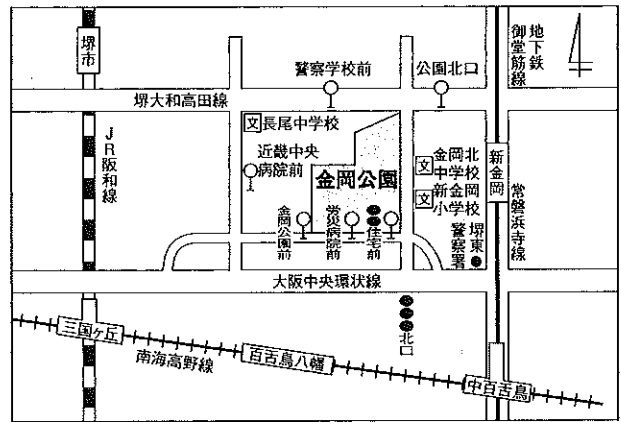 堺市
地下鉄
御堂筋線
警察学校前
公園北口
堺大和高田線
文長尾中学校
JR阪和線
近畿中央
病院前
金岡公園
文金岡北
中学校
文新金岡
小学校
新金岡
常磐浜寺線
金岡公園前
労災病院前
●●住宅前
堺東
警察署●
大阪中央環状線
●●●北口
三国ヶ丘
南海高野線
百舌鳥八幡
中百舌鳥